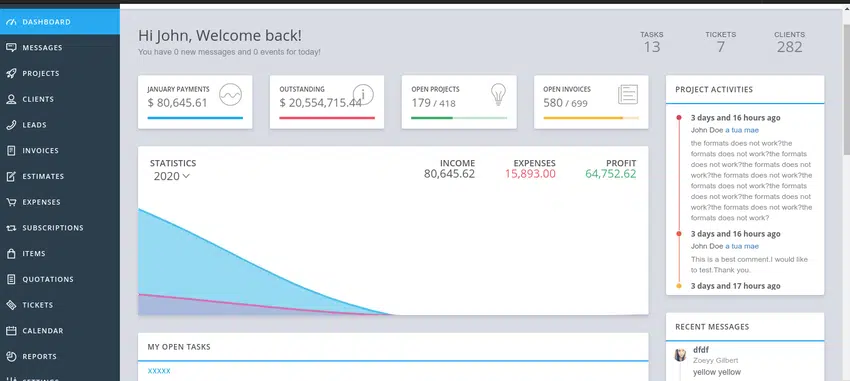 DASHBOARD
MESSAGES
PROJECTS
CLIENTS
LEADS
INVOICES
ESTIMATES
EXPENSES
SUBSCRIPTIONS
ITEMS
QUOTATIONS
TICKETS
CALENDAR
REPORTS
SETTINGS
Hi John, Welcome back!
You have 0 new messages and 0 events for today!
TASKS
13
TICKETS
7
CLIENTS
282
JANUARY PAYMENTS
$ 80,645.61
OUTSTANDING
$ 20,554,715.44
OPEN PROJECTS
179 / 418
OPEN INVOICES
580 / 699
STATISTICS
2020
INCOME
80,645.62
EXPENSES
15,893.00
PROFIT
64,752.62
MY OPEN TASKS
XXXXX
PROJECT ACTIVITIES
3 days and 16 hours ago
John Doe a tua mae
the formats does not work?the
formats does not work?the formats
does not work?the formats does not
work?the formats does not work?the
formats does not work?the formats
does not work?the formats does not
work?the formats does not work?the
formats does not work?
3 days and 16 hours ago
John Doe a tua mae
This is a best comment.I would like
to test.Thank you.
3 days and 17 hours ago
RECENT MESSAGES
dfdf
Zoeyy Gilbert
yellow yellow